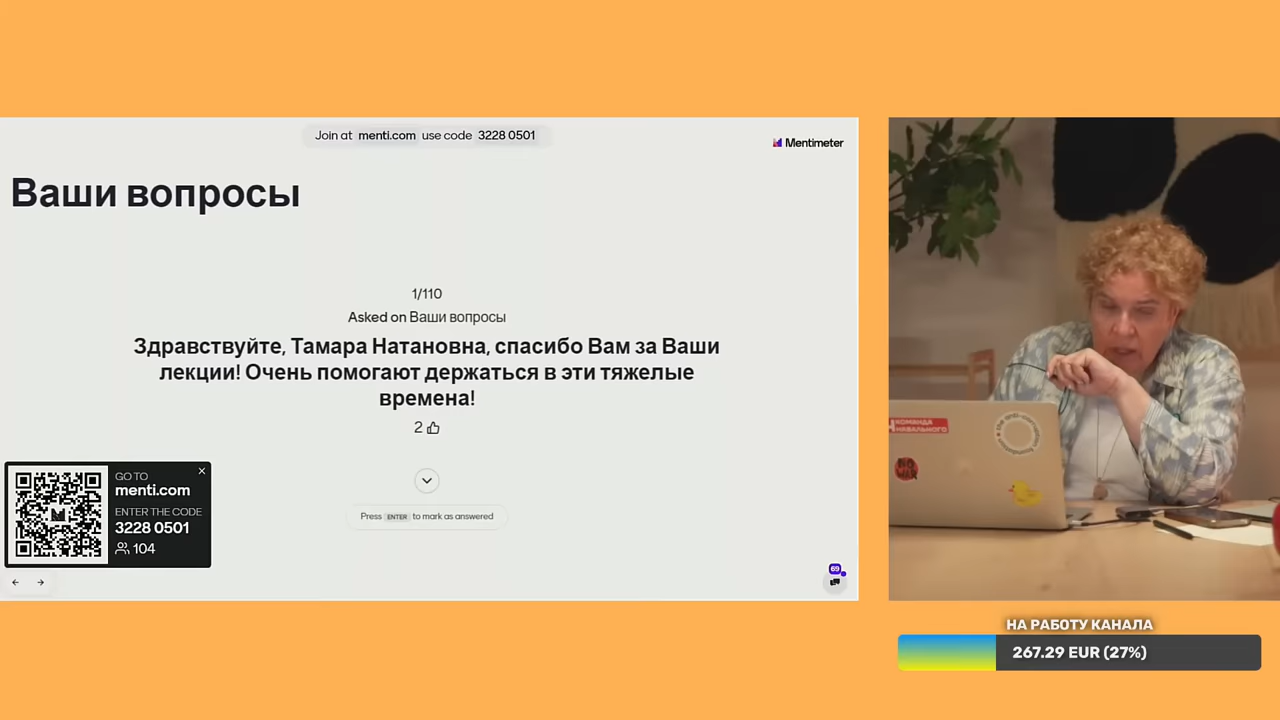 Join at menti.com use code 3228 0501
Mentimeter
Ваши вопросы
1/110
Asked on Ваши вопросы
Здравствуйте, Тамара Натановна, спасибо Вам за Ваши
лекции! Очень помогают держаться в эти тяжелые
времена!
2
Press ENTER to mark as answered
GO TO
menti.com
ENTER THE CODE
3228 0501
104
69
КОМАНДА
НАВАЛЬНОГО
NO
WAR
НА РАБОТУ КАНАЛА
267.29 EUR (27%)